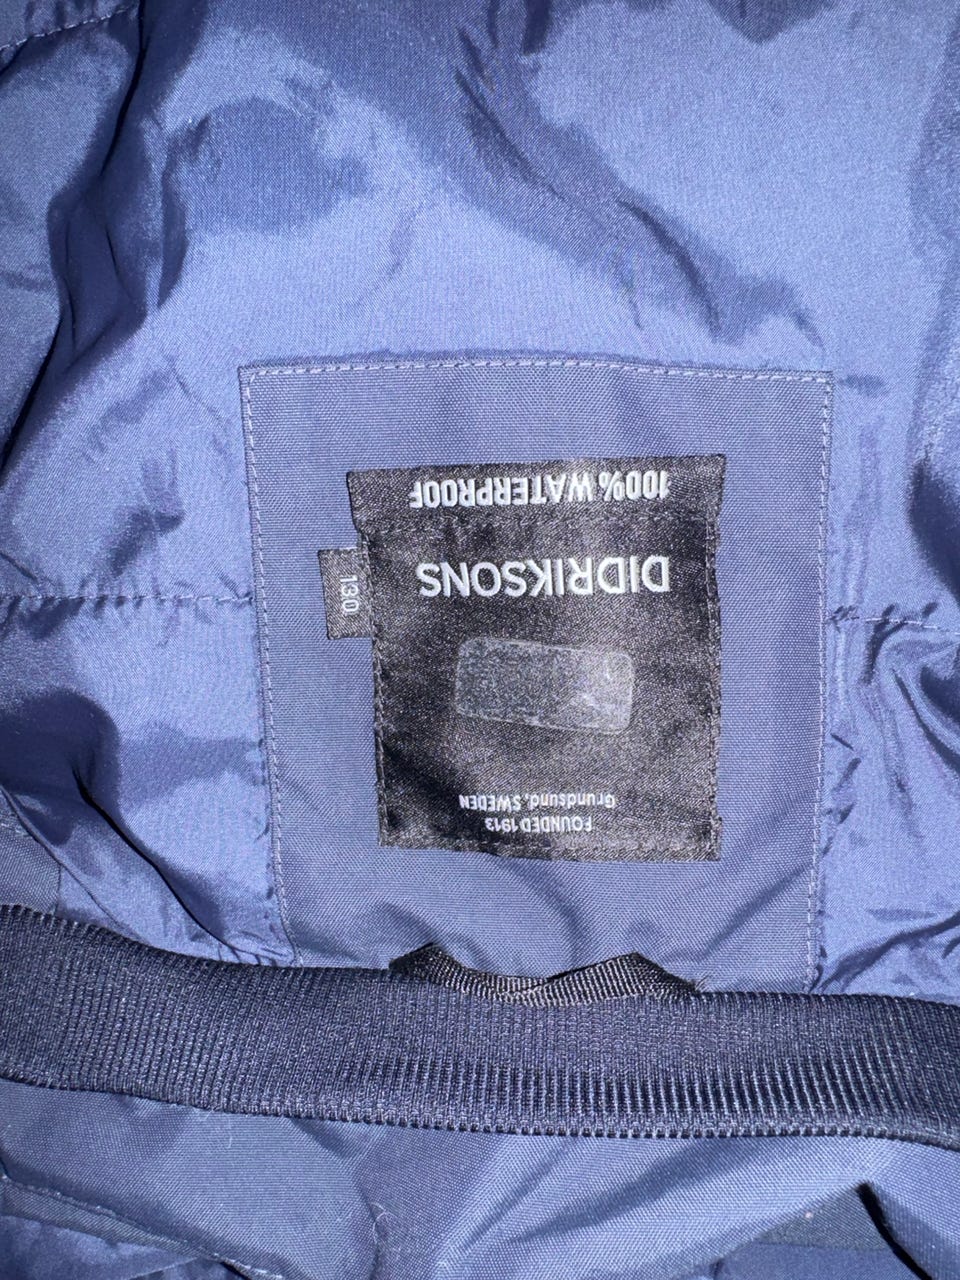 FOUNDED 1913
Grundsund, SWEDEN
DIDRIKSONS
100% WATERPROOF
130